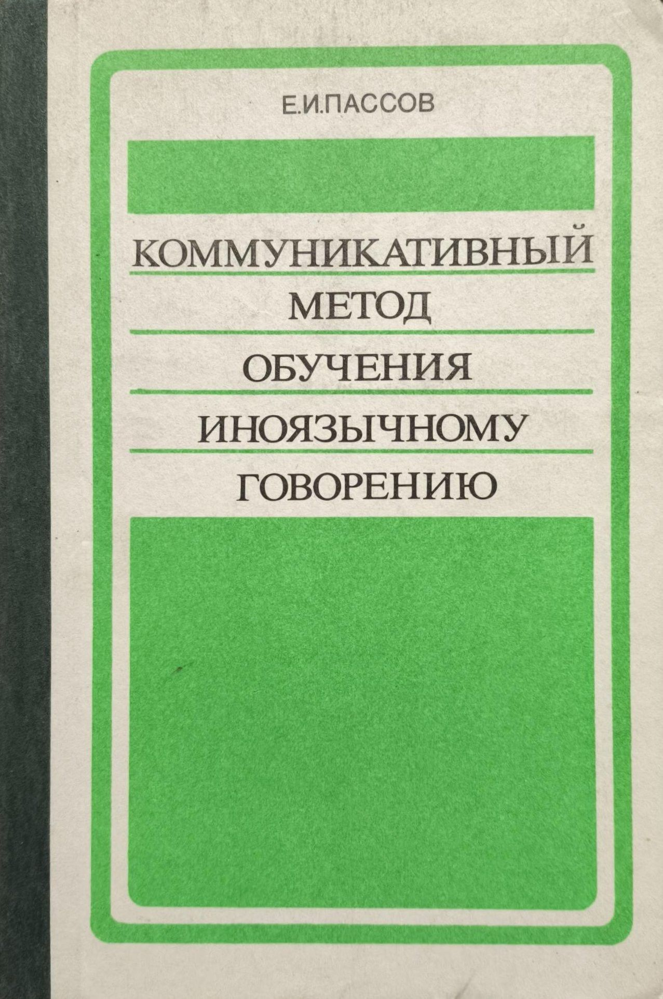 Е.И.ПАССОВ
КОММУНИКАТИВНЫЙ
МЕТОД
ОБУЧЕНИЯ
ИНОЯЗЫЧНОМУ
ГОВОРЕНИЮ